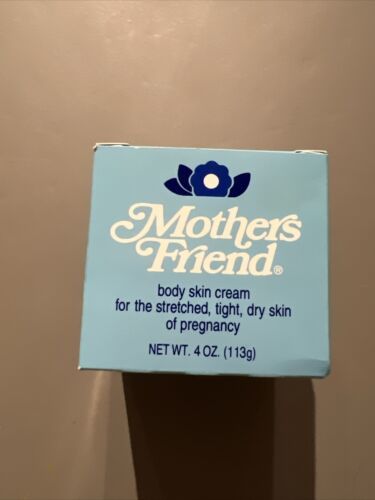 Mothers
Friend®
body skin cream
for the stretched, tight, dry skin
of pregnancy
NET WT. 4 OZ. (113g)